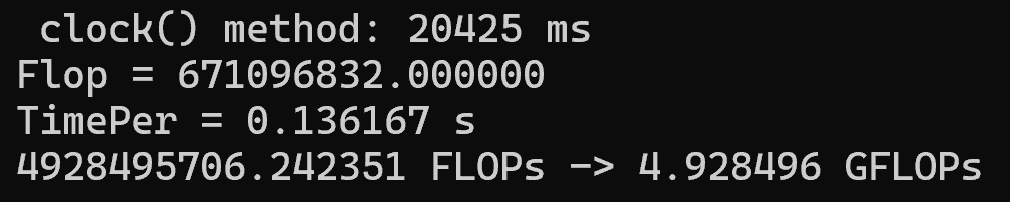 clock() method: 20425 ms
Flop = 671096832.000000
TimePer = 0.136167 s
4928495706.242351 FLOPs -> 4.928496 GFLOPs